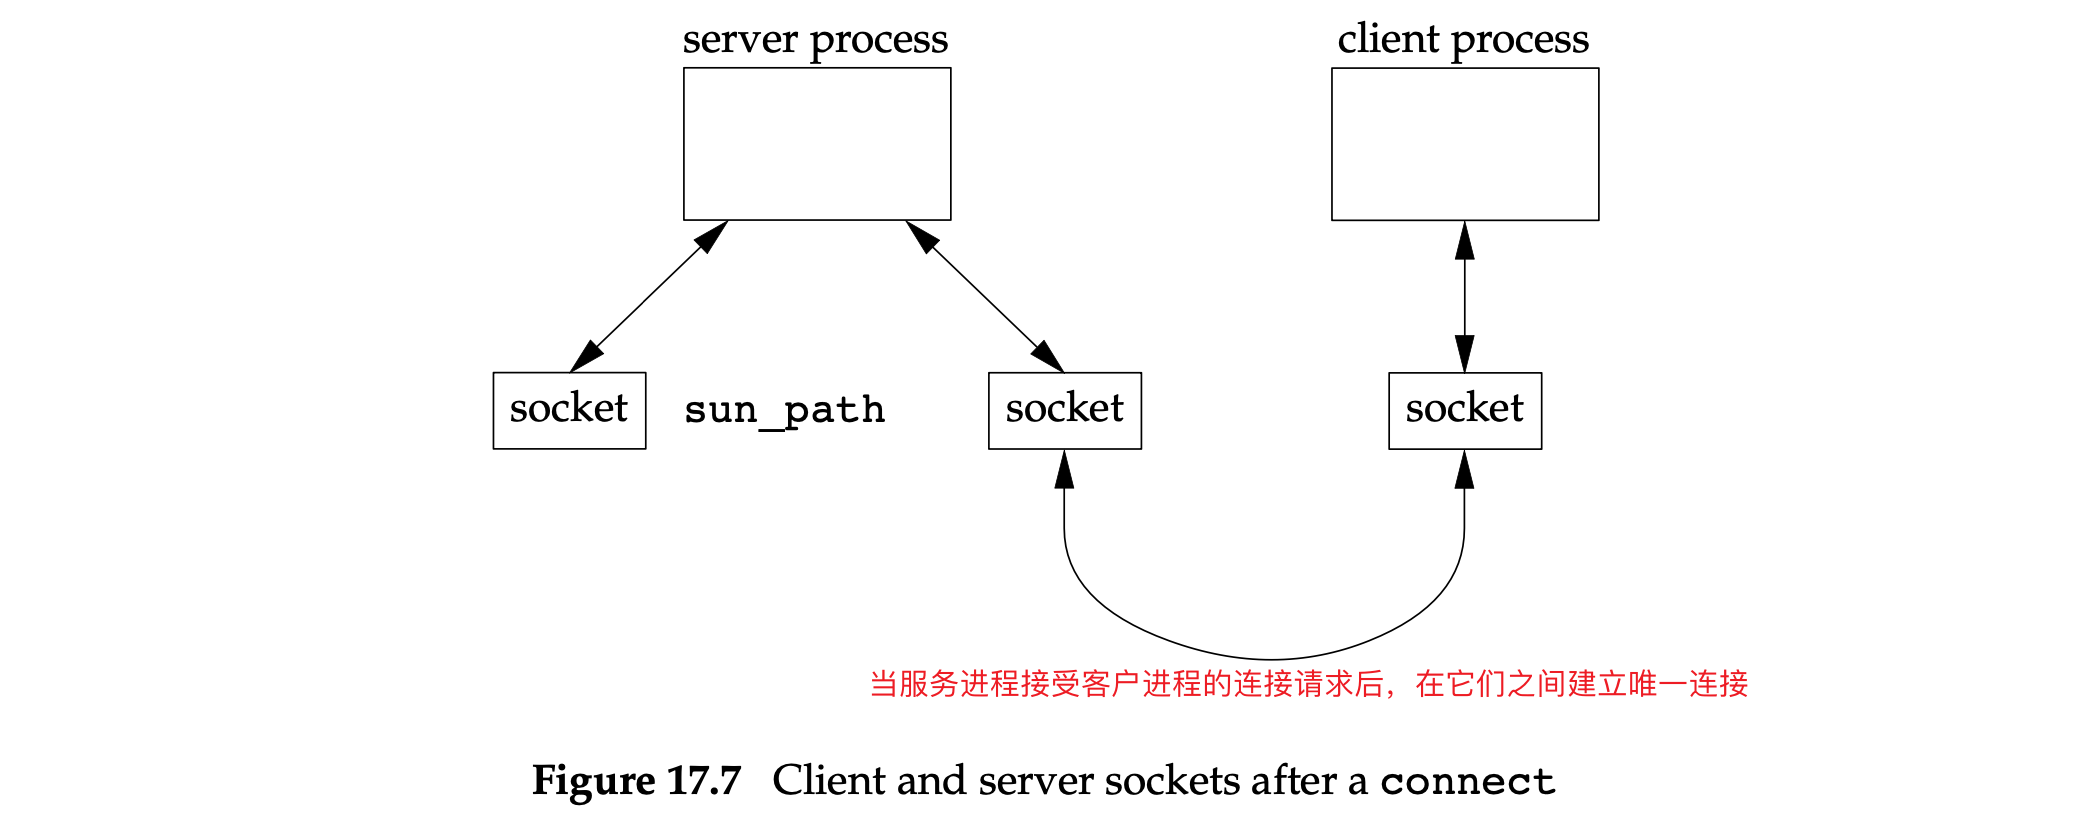 server process
client process
socket
sun_path
socket
socket
当服务进程接受客户进程的连接请求后，在它们之间建立唯一连接
Figure 17.7 Client and server sockets after a connect